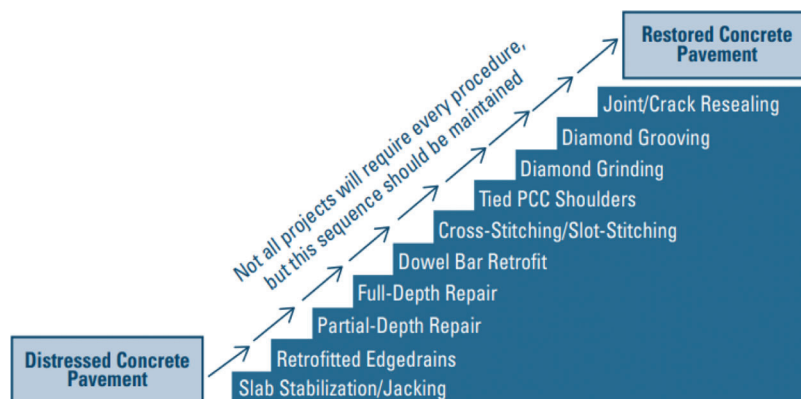 Restored Concrete
Pavement
Not all projects will require every procedure,
but this sequence should be maintained
Joint/Crack Resealing
Diamond Grooving
Diamond Grinding
Tied PCC Shoulders
Cross-Stitching/Slot-Stitching
Dowel Bar Retrofit
Full-Depth Repair
Partial-Depth Repair
Retrofitted Edgedrains
Slab Stabilization/Jacking
Distressed Concrete
Pavement